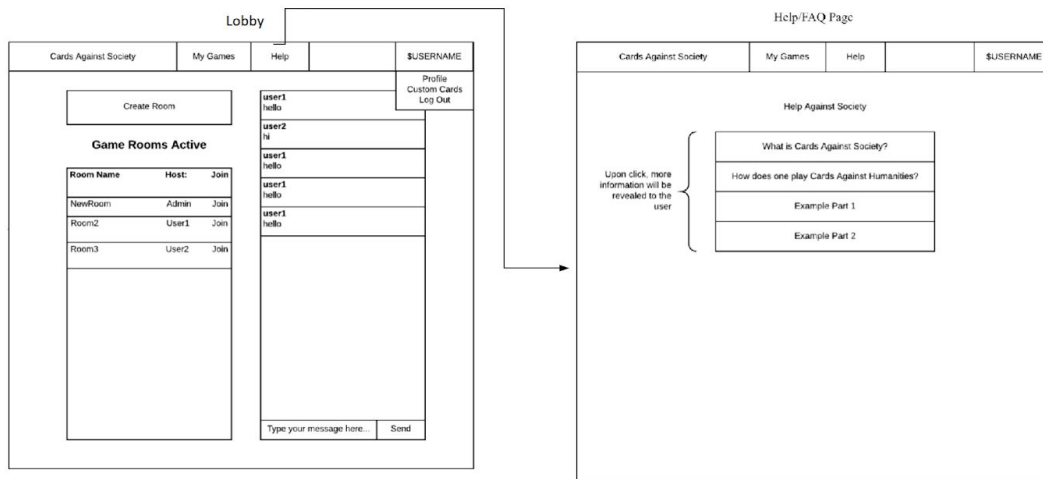 Lobby
Cards Against Society
My Games
Help
$USERNAME
Profile
Custom Cards
Log Out
Create Room
Game Rooms Active
Room Name Host: Join
NewRoom Admin Join
Room2 User1 Join
Room3 User2 Join
user1
hello
user2
hi
user1
hello
user1
hello
user1
hello
Type your message here...
Send
Help/FAQ Page
Cards Against Society
My Games
Help
$USERNAME
Help Against Society
What is Cards Against Society?
How does one play Cards Against Humanities?
Example Part 1
Example Part 2
Upon click, more
information will be
revealed to the
user